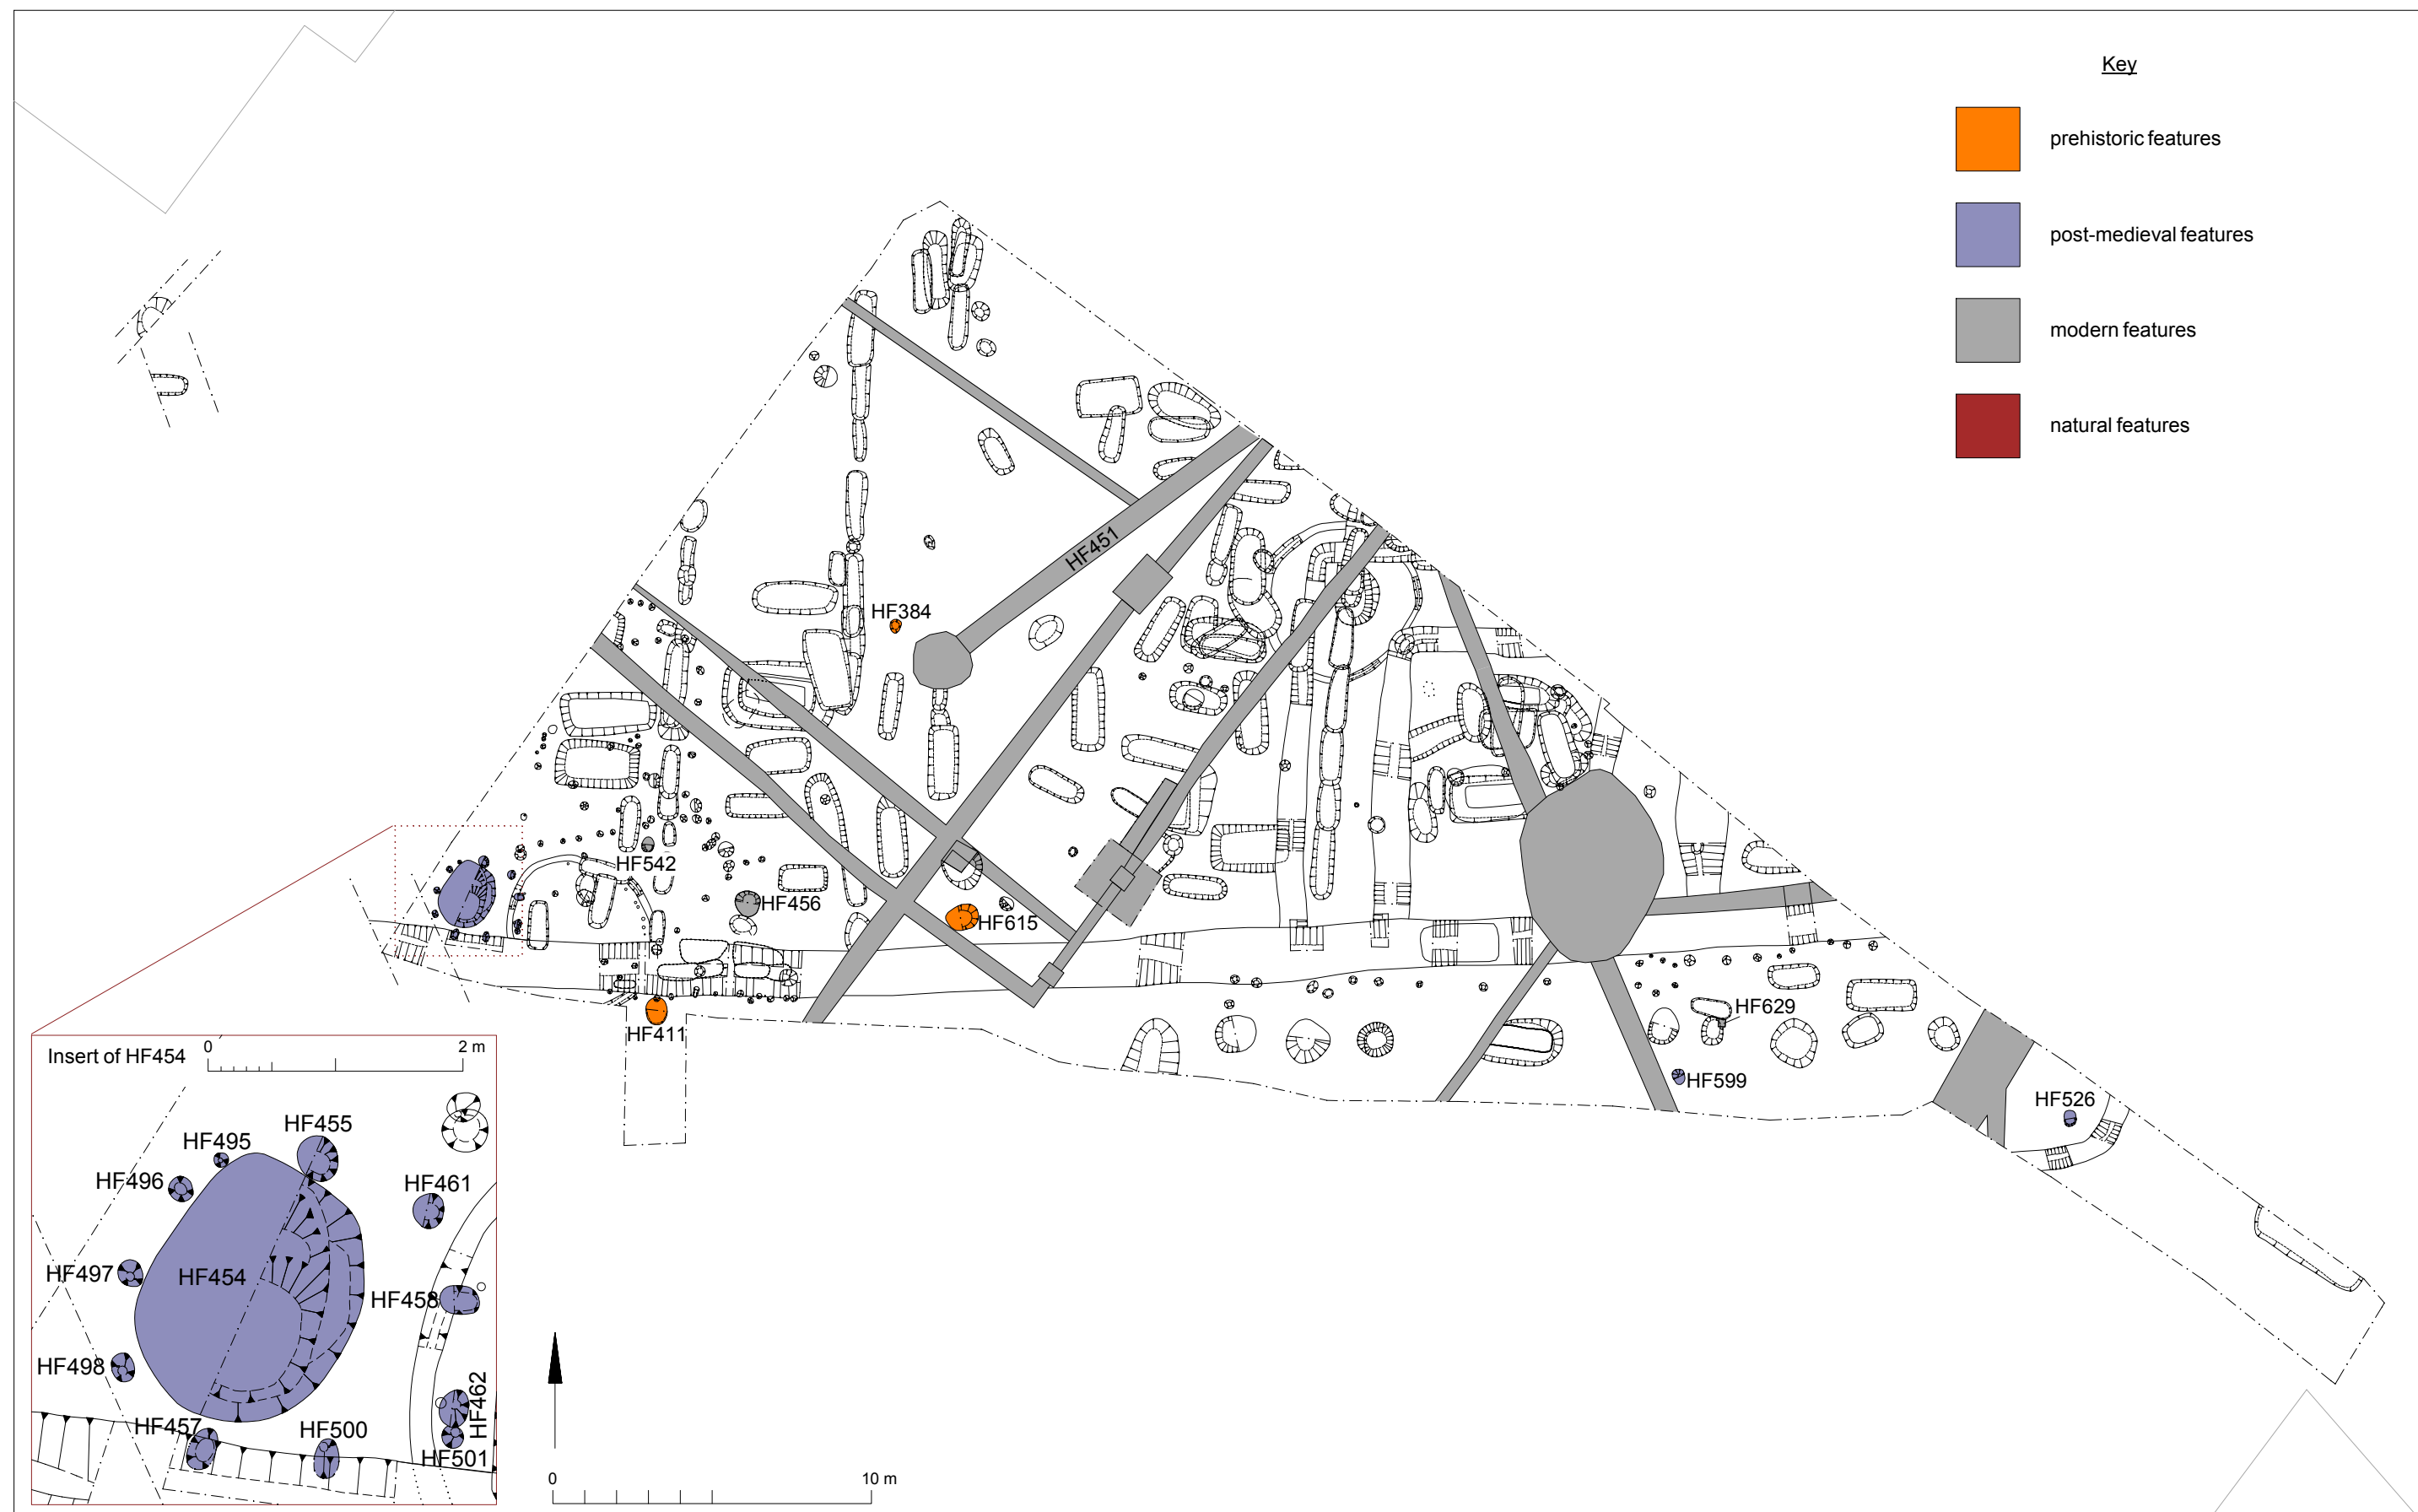 Key
prehistoric features
post-medieval features
modern features
natural features
HF451
HF384
HF542
HF456
HF615
HF411
HF629
HF599
HF526
Insert of HF454
0
2 m
HF455
HF495
HF496
HF461
HF497
HF454
HF458
HF498
HF462
HF457
HF500
HF501
0
10 m